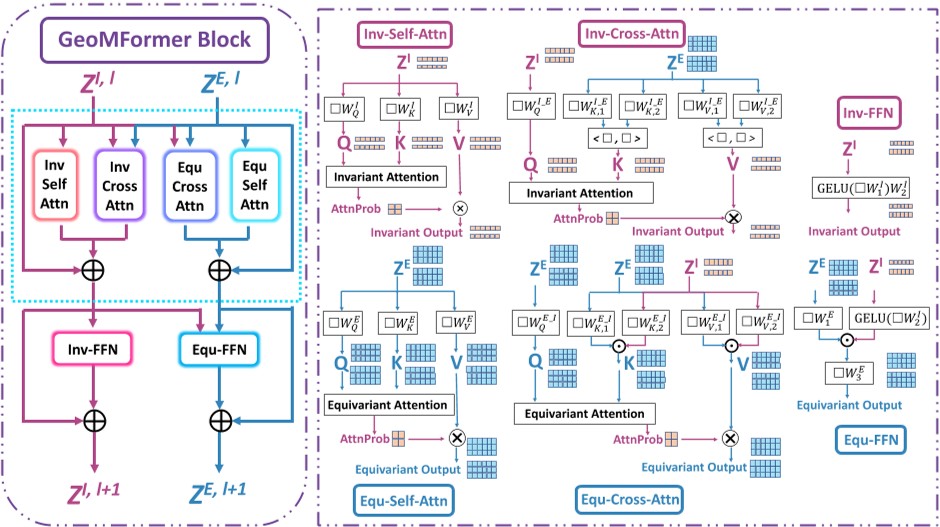 GeoMFormer Block
Z^{I, l}
Z^{E, l}
Inv Self Attn
Inv Cross Attn
Equ Cross Attn
Equ Self Attn
⊕
⊕
Inv-FFN
Equ-FFN
⊕
⊕
Z^{I, l+1}
Z^{E, l+1}
Inv-Self-Attn
Z^I
□W_Q^I
□W_K^I
□W_V^I
Q
K
V
Invariant Attention
AttnProb
⊗
Invariant Output
Inv-Cross-Attn
Z^I
Z^E
□W_Q^{I_E}
□W_{K,1}^{I_E}
□W_{K,2}^{I_E}
□W_{V,1}^{I_E}
□W_{V,2}^{I_E}
<□, □>
<□, □>
Q
K
V
Invariant Attention
AttnProb
⊗
Invariant Output
Inv-FFN
Z^I
GELU(□W_1^I)W_2^I
Invariant Output
Z^E
□W_Q^E
□W_K^E
□W_V^E
Q
K
V
Equivariant Attention
AttnProb
⊗
Equivariant Output
Equ-Self-Attn
Z^E
Z^E
Z^I
□W_Q^{E_I}
□W_{K,1}^{E_I}
□W_{K,2}^{E_I}
□W_{V,1}^{E_I}
□W_{V,2}^{E_I}
⊙
⊙
Q
K
V
Equivariant Attention
AttnProb
⊗
Equivariant Output
Equ-Cross-Attn
Z^E
Z^I
□W_1^E
GELU(□W_2^I)
⊙
□W_3^E
Equivariant Output
Equ-FFN